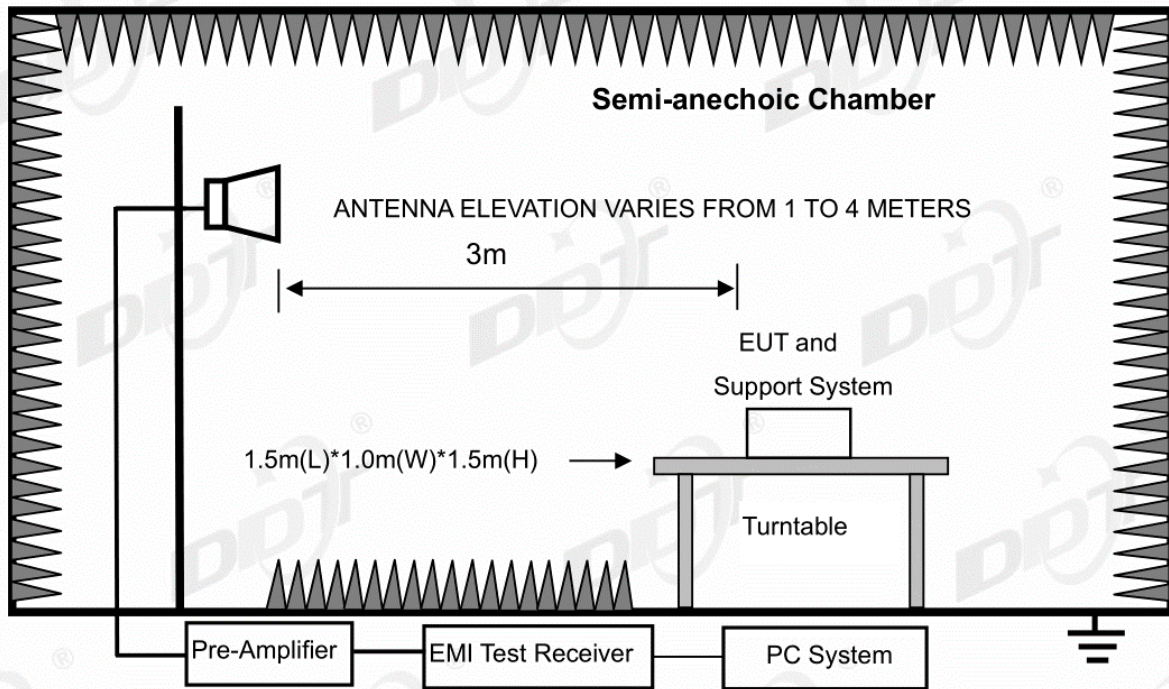 Semi-anechoic Chamber
ANTENNA ELEVATION VARIES FROM 1 TO 4 METERS
3m
EUT and
Support System
1.5m(L)*1.0m(W)*1.5m(H)
Turntable
Pre-Amplifier
EMI Test Receiver
PC System
DDT
®